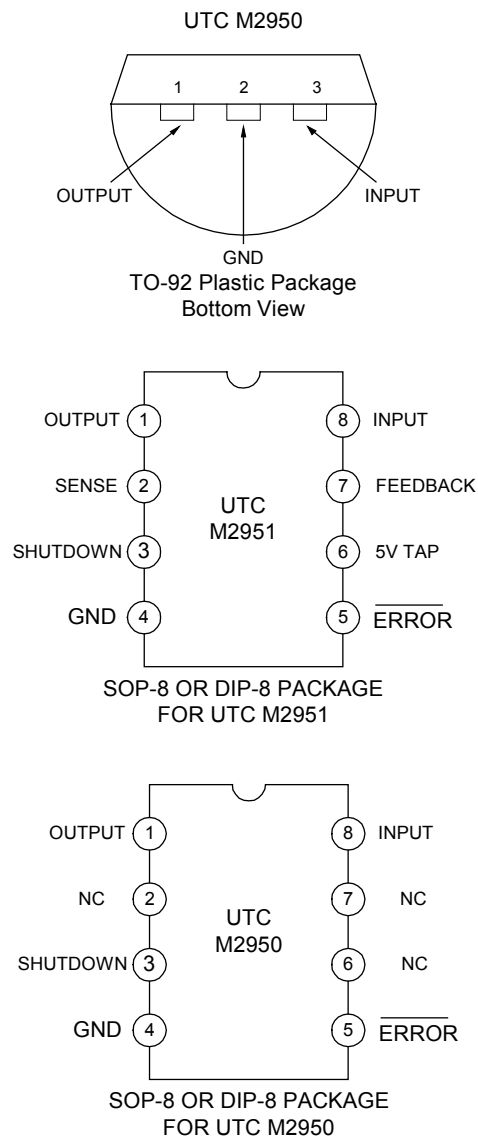 UTC M2950
1 2 3
OUTPUT INPUT
GND
TO-92 Plastic Package
Bottom View
OUTPUT 1 8 INPUT
SENSE 2 7 FEEDBACK
UTC
M2951
SHUTDOWN 3 6 5V TAP
GND 4 5 ERROR
SOP-8 OR DIP-8 PACKAGE
FOR UTC M2951
OUTPUT 1 8 INPUT
NC 2 7 NC
UTC
M2950
SHUTDOWN 3 6 NC
GND 4 5 ERROR
SOP-8 OR DIP-8 PACKAGE
FOR UTC M2950